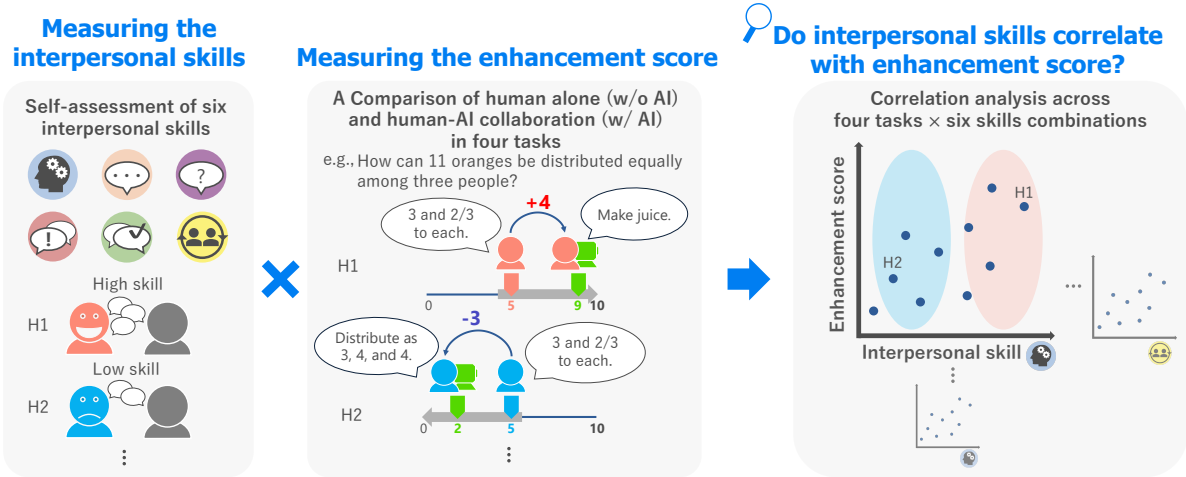 Measuring the
interpersonal skills
Self-assessment of six
interpersonal skills
...
?
!
High skill
H1
Low skill
H2
⋮
Measuring the enhancement score
A Comparison of human alone (w/o AI)
and human-AI collaboration (w/ AI)
in four tasks
e.g., How can 11 oranges be distributed equally
among three people?
3 and 2/3
to each.
+4
Make juice.
H1
0 5 9 10
Distribute as
3, 4, and 4.
-3
3 and 2/3
to each.
H2
0 2 5 10
⋮
Do interpersonal skills correlate
with enhancement score?
Correlation analysis across
four tasks × six skills combinations
Enhancement score
H1
H2
...
Interpersonal skill
⋮